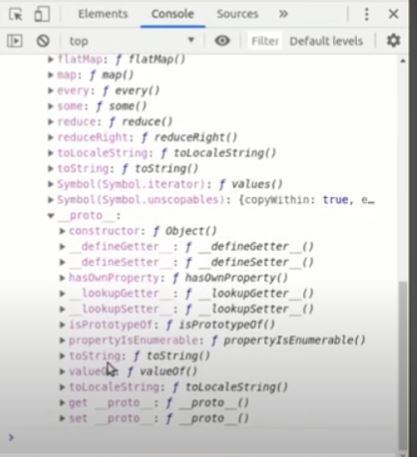 Elements Console Sources »
top Filter Default levels
flatMap: ƒ flatMap()
map: ƒ map()
every: ƒ every()
some: ƒ some()
reduce: ƒ reduce()
reduceRight: ƒ reduceRight()
toLocaleString: ƒ toLocaleString()
toString: ƒ toString()
Symbol(Symbol.iterator): ƒ values()
Symbol(Symbol.unscopables): {copyWithin: true, e…
__proto__:
constructor: ƒ Object()
__defineGetter__: ƒ __defineGetter__()
__defineSetter__: ƒ __defineSetter__()
hasOwnProperty: ƒ hasOwnProperty()
__lookupGetter__: ƒ __lookupGetter__()
__lookupSetter__: ƒ __lookupSetter__()
isPrototypeOf: ƒ isPrototypeOf()
propertyIsEnumerable: ƒ propertyIsEnumerable()
toString: ƒ toString()
valueOf: ƒ valueOf()
toLocaleString: ƒ toLocaleString()
get __proto__: ƒ __proto__()
set __proto__: ƒ __proto__()